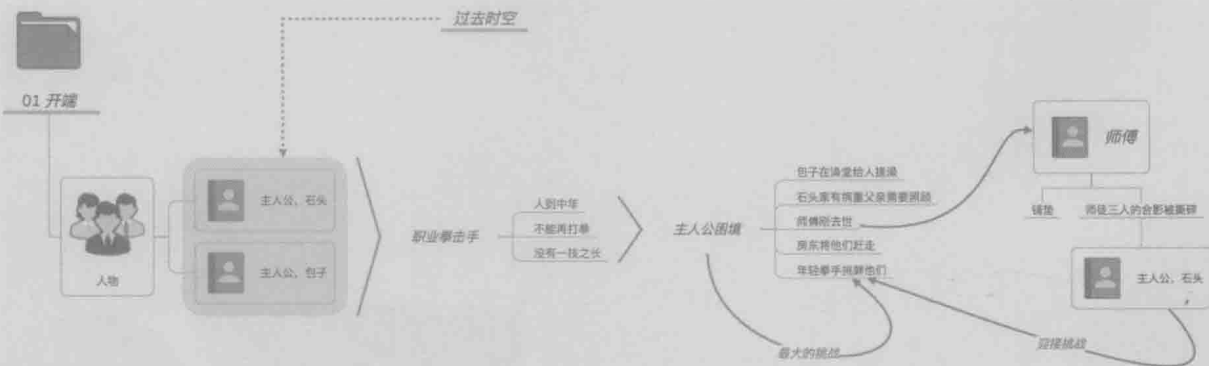 过去时空
01 开端
人物
主人公，石头
主人公，包子
职业拳击手
人到中年
不能再打拳
没有一技之长
主人公困境
包子在澡堂给人搓澡
石头家有病重父亲需要照顾
师傅刚去世
房东将他们赶走
年轻拳手挑衅他们
最大的挑战
师傅
铺垫
师徒三人的合影被撕碎
主人公，石头
，
迎接挑战